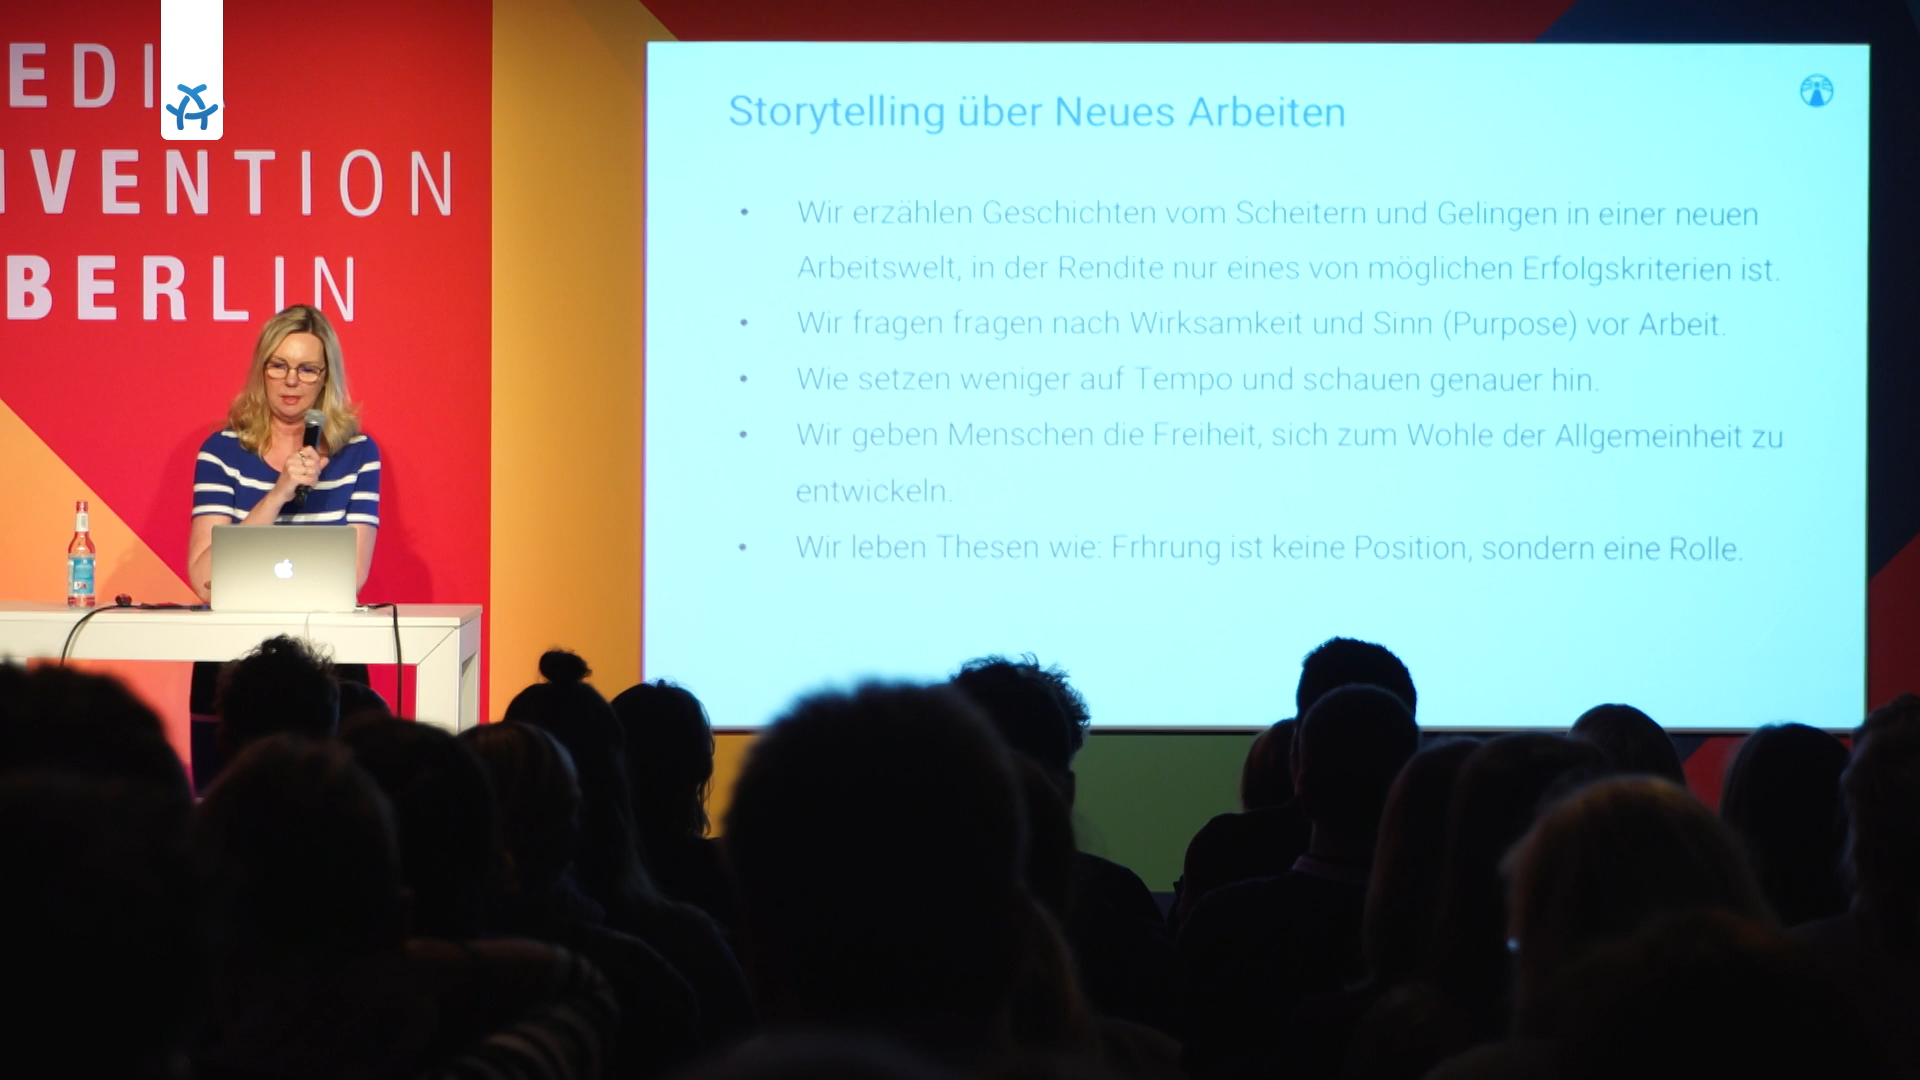 EDI
NVENTION
BERLIN
Storytelling über Neues Arbeiten
• Wir erzählen Geschichten vom Scheitern und Gelingen in einer neuen
Arbeitswelt, in der Rendite nur eines von möglichen Erfolgskriterien ist.
• Wir fragen fragen nach Wirksamkeit und Sinn (Purpose) vor Arbeit.
• Wie setzen weniger auf Tempo und schauen genauer hin.
• Wir geben Menschen die Freiheit, sich zum Wohle der Allgemeinheit zu
entwickeln.
• Wir leben Thesen wie: Frhrung ist keine Position, sondern eine Rolle.